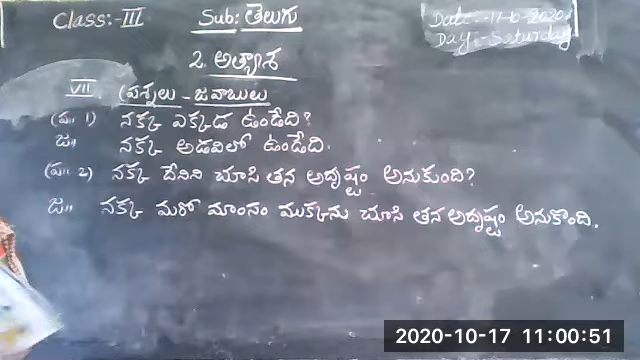 Class:- III Sub: తెలుగు Date:-17-10-2020
Day:-Saturday
2. అత్యాశ
VII. ప్రశ్నలు - జవాబులు
ప్ర॥ 1) నక్క ఎక్కడ ఉండేది?
జ॥ నక్క అడవిలో ఉండేది.
ప్ర॥ 2) నక్క దేనిని చూసి తన అదృష్టం అనుకుంది?
జ॥ నక్క మరో మాంసం ముక్కను చూసి తన అదృష్టం అనుకొంది.
2020-10-17 11:00:51